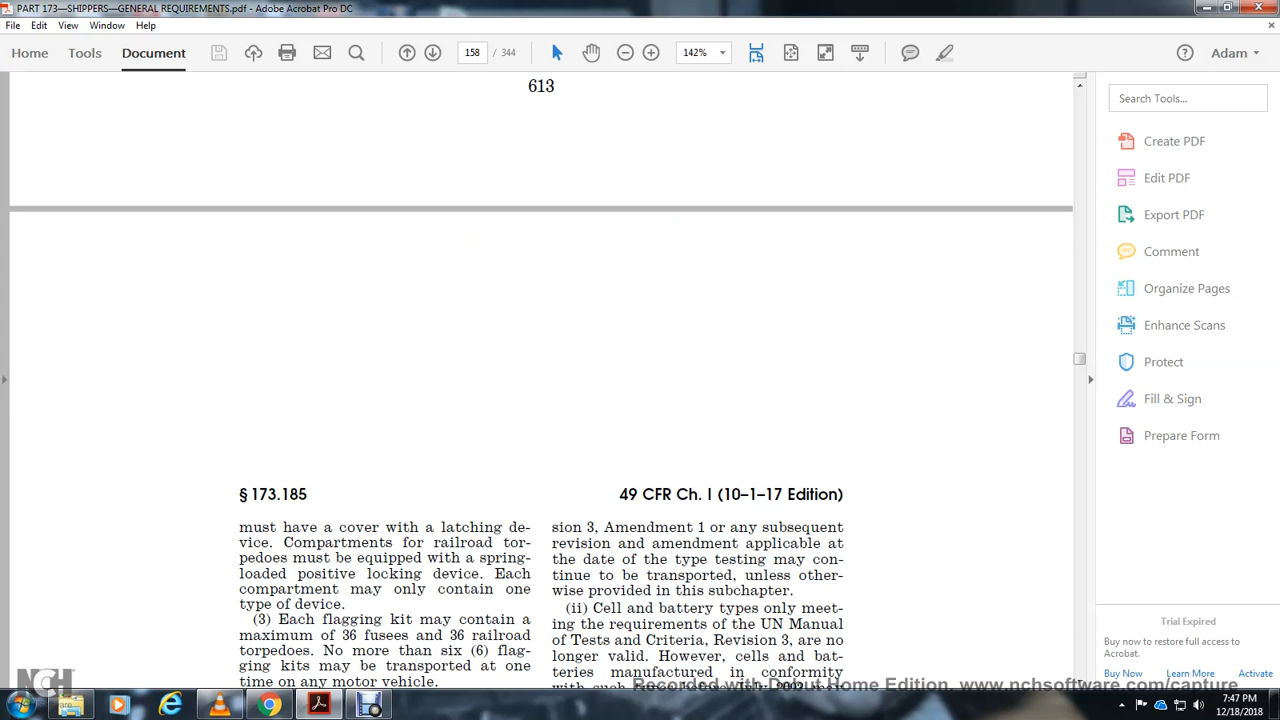 PART 173—SHIPPERS—GENERAL REQUIREMENTS.pdf - Adobe Acrobat Pro DC
File Edit View Window Help
Home Tools Document 158 / 344 142% Adam
613
Search Tools...
Create PDF
Edit PDF
Export PDF
Comment
Organize Pages
Enhance Scans
Protect
Fill & Sign
Prepare Form
§ 173.185
49 CFR Ch. I (10–1–17 Edition)
must have a cover with a latching de-
vice. Compartments for railroad tor-
pedoes must be equipped with a spring-
loaded positive locking device. Each
compartment may only contain one
type of device.
(3) Each flagging kit may contain a
maximum of 36 fusees and 36 railroad
torpedoes. No more than six (6) flag-
ging kits may be transported at one
time on any motor vehicle.
sion 3, Amendment 1 or any subsequent
revision and amendment applicable at
the date of the type testing may con-
tinue to be transported, unless other-
wise provided in this subchapter.
(ii) Cell and battery types only meet-
ing the requirements of the UN Manual
of Tests and Criteria, Revision 3, are no
longer valid. However, cells and bat-
teries manufactured in conformity
Trial Expired
Buy now to restore full access to
Acrobat.
Buy Now Learn More Activate
NCH
Recorded with Debut Home Edition. www.nchsoftware.com/capture
7:47 PM
12/18/2018